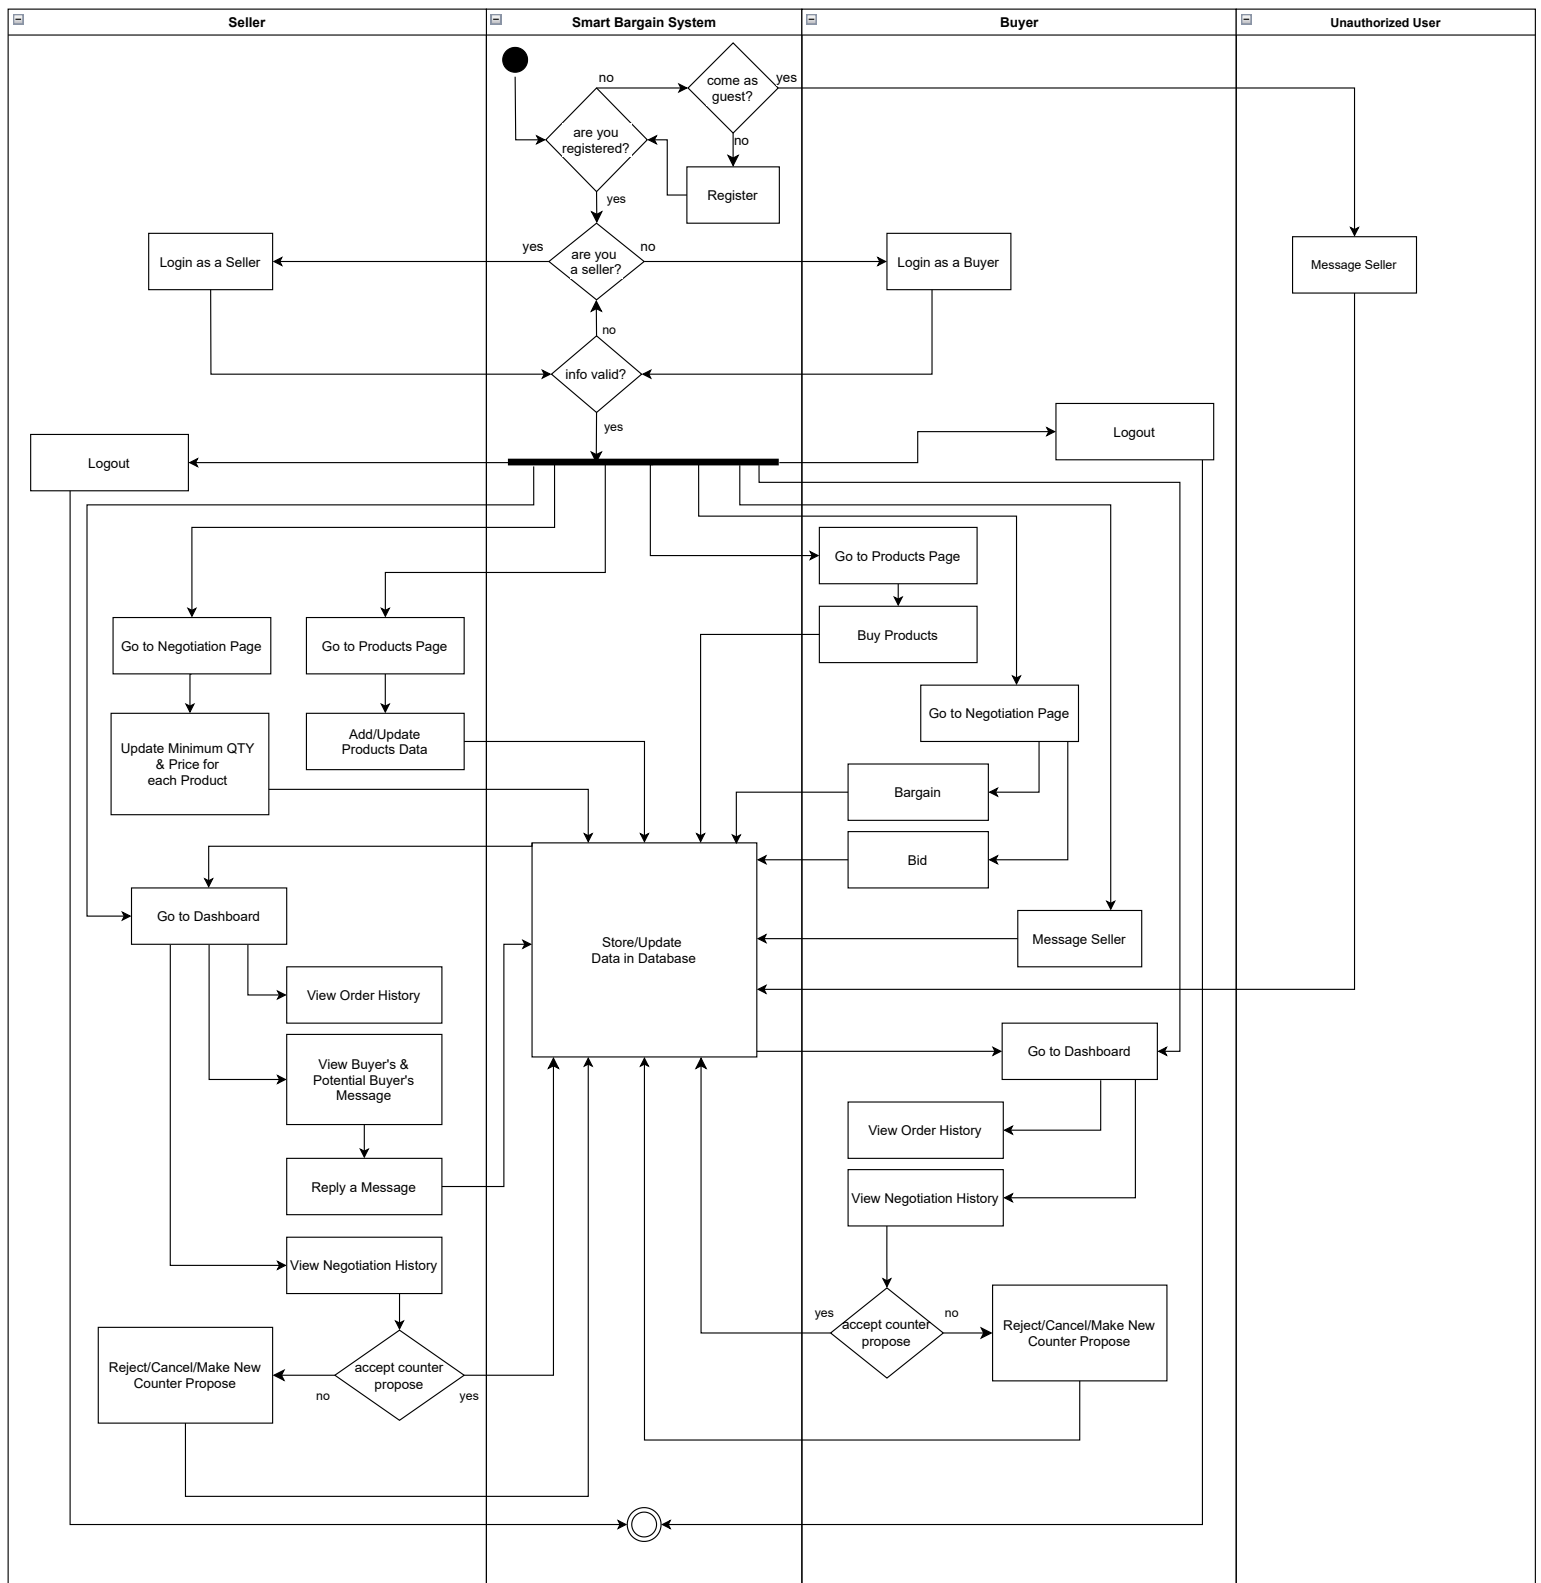 Seller
Smart Bargain System
Buyer
Unauthorized User
no
come as
guest?
yes
are you
registered?
no
Register
yes
yes
are you
a seller?
no
Login as a Seller
Login as a Buyer
Message Seller
no
info valid?
yes
Logout
Logout
Go to Products Page
Buy Products
Go to Negotiation Page
Go to Products Page
Go to Negotiation Page
Update Minimum QTY
& Price for
each Product
Add/Update
Products Data
Bargain
Bid
Go to Dashboard
Store/Update
Data in Database
Message Seller
View Order History
View Buyer's &
Potential Buyer's
Message
Go to Dashboard
View Order History
Reply a Message
View Negotiation History
View Negotiation History
yes
accept counter
propose
no
Reject/Cancel/Make New
Counter Propose
Reject/Cancel/Make New
Counter Propose
no
accept counter
propose
yes